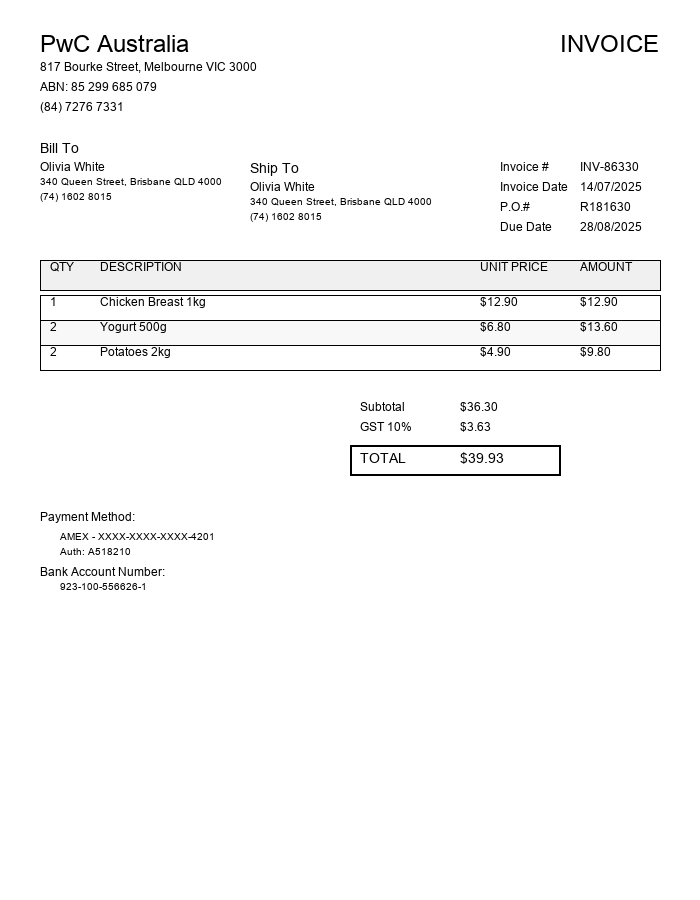 PwC Australia
INVOICE
817 Bourke Street, Melbourne VIC 3000
ABN: 85 299 685 079
(84) 7276 7331
Bill To
Olivia White
340 Queen Street, Brisbane QLD 4000
(74) 1602 8015
Ship To
Olivia White
340 Queen Street, Brisbane QLD 4000
(74) 1602 8015
Invoice # INV-86330
Invoice Date 14/07/2025
P.O.# R181630
Due Date 28/08/2025
QTY DESCRIPTION UNIT PRICE AMOUNT
1 Chicken Breast 1kg $12.90 $12.90
2 Yogurt 500g $6.80 $13.60
2 Potatoes 2kg $4.90 $9.80
Subtotal $36.30
GST 10% $3.63
TOTAL $39.93
Payment Method:
AMEX - XXXX-XXXX-XXXX-4201
Auth: A518210
Bank Account Number:
923-100-556626-1